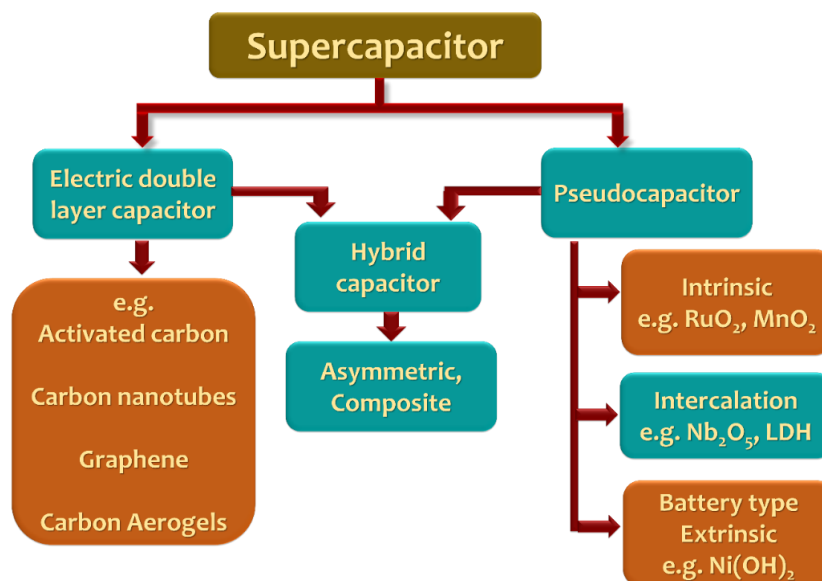 Supercapacitor
Electric double
layer capacitor
Pseudocapacitor
Hybrid
capacitor
e.g.
Activated carbon
Carbon nanotubes
Graphene
Carbon Aerogels
Asymmetric,
Composite
Intrinsic
e.g. RuO₂, MnO₂
Intercalation
e.g. Nb₂O₅, LDH
Battery type
Extrinsic
e.g. Ni(OH)₂